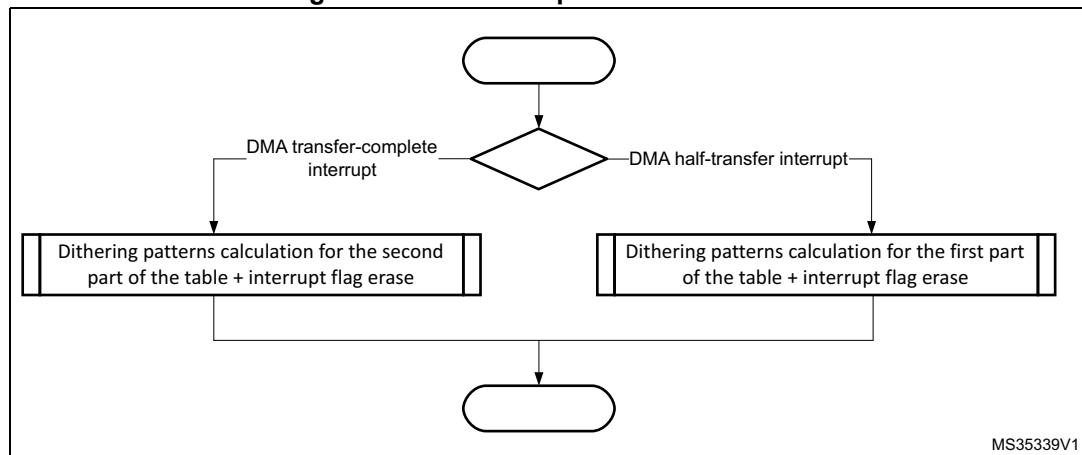 DMA transfer-complete
interrupt
DMA half-transfer interrupt
Dithering patterns calculation for the second
part of the table + interrupt flag erase
Dithering patterns calculation for the first part
of the table + interrupt flag erase
MS35339V1